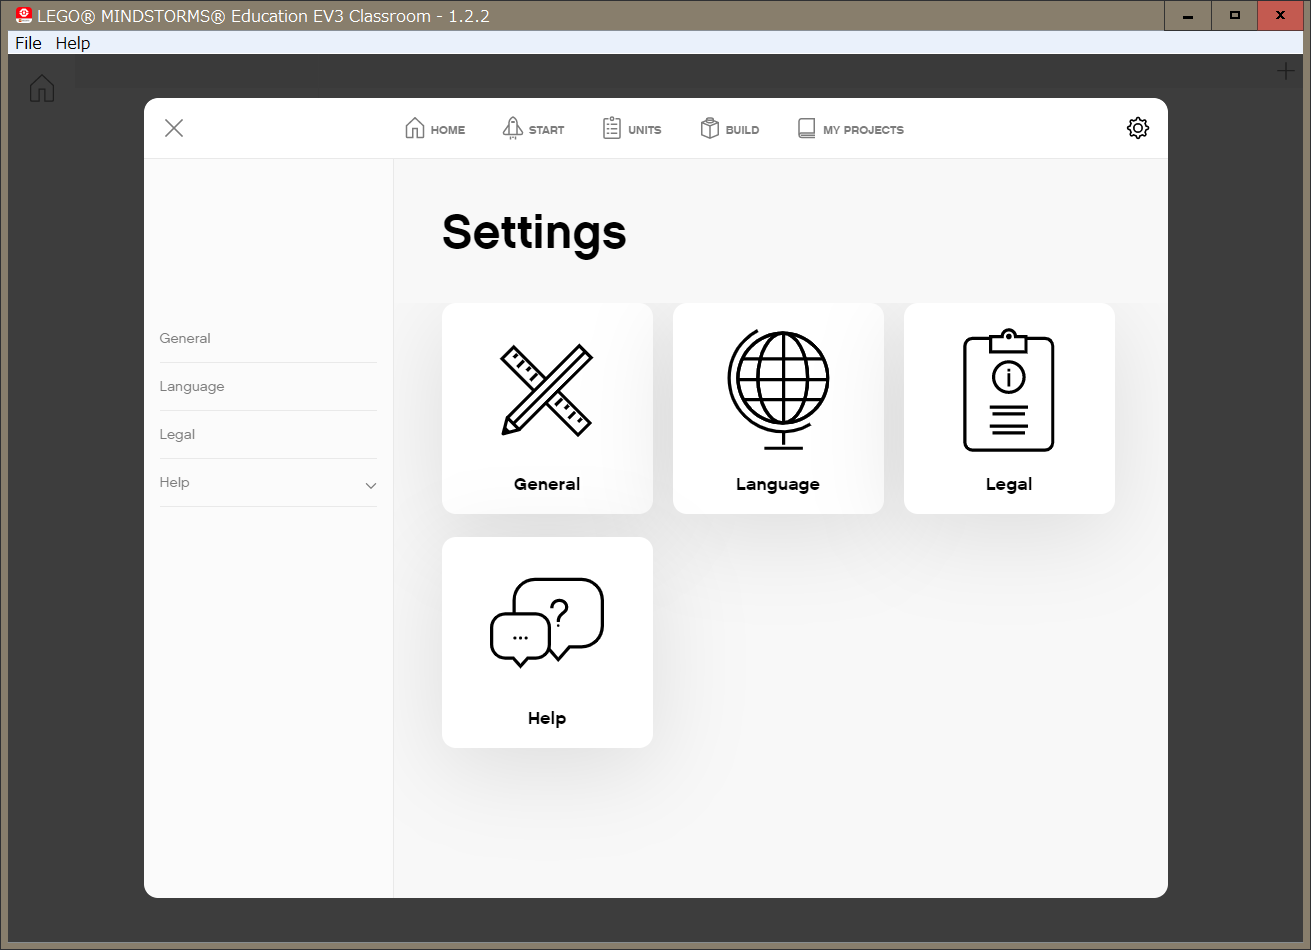 LEGO® MINDSTORMS® Education EV3 Classroom - 1.2.2
File Help
HOME START UNITS BUILD MY PROJECTS
Settings
General
Language
Legal
Help
General Language Legal
Help